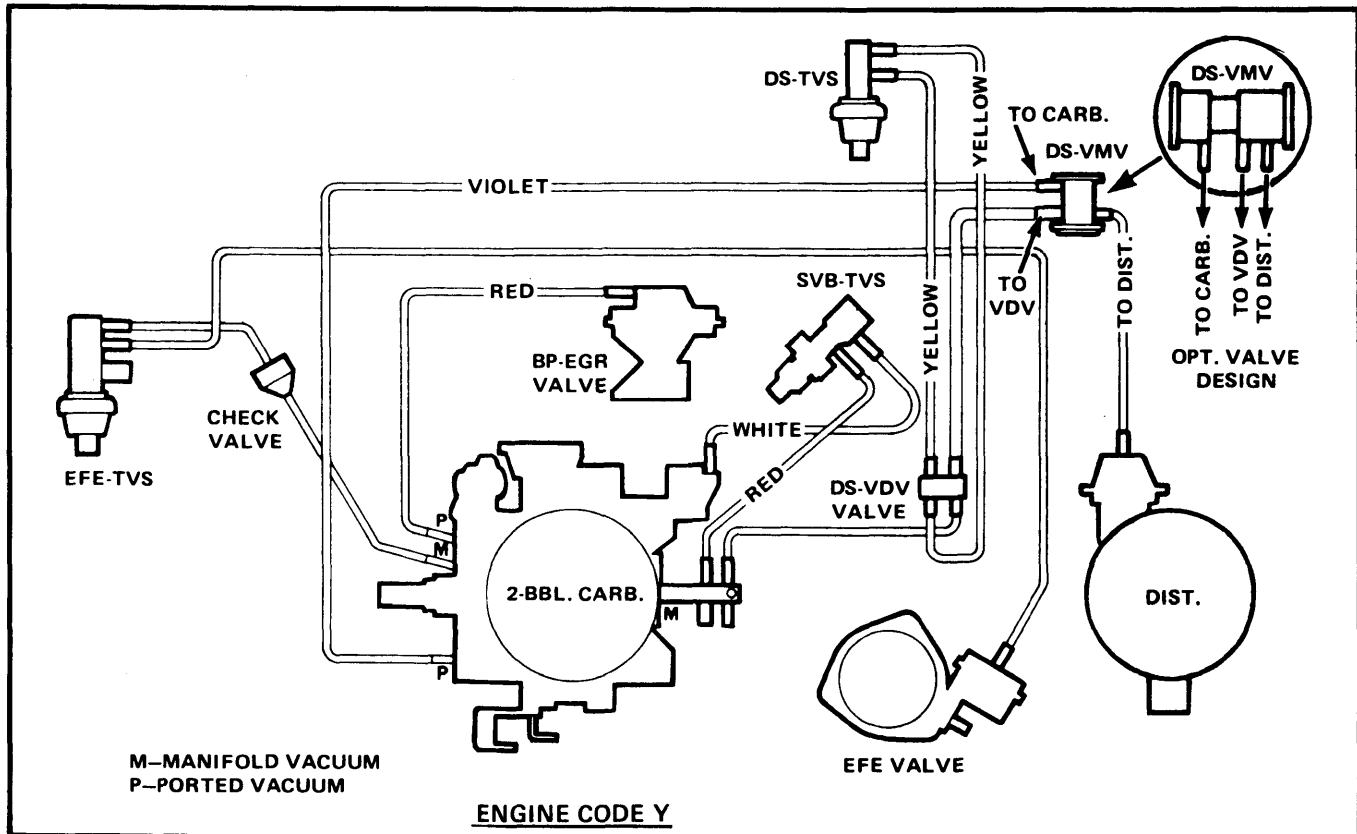 DS-TVS
YELLOW
TO CARB.
DS-VMV
DS-VMV
VIOLET
TO
VDV
TO CARB.
TO VDV
TO DIST.
OPT. VALVE
DESIGN
TO DIST.
RED
SVB-TVS
BP-EGR
VALVE
YELLOW
CHECK
VALVE
EFE-TVS
WHITE
RED
DS-VDV
VALVE
P
M
2-BBL. CARB.
M
P
DIST.
EFE VALVE
M–MANIFOLD VACUUM
P–PORTED VACUUM
ENGINE CODE Y